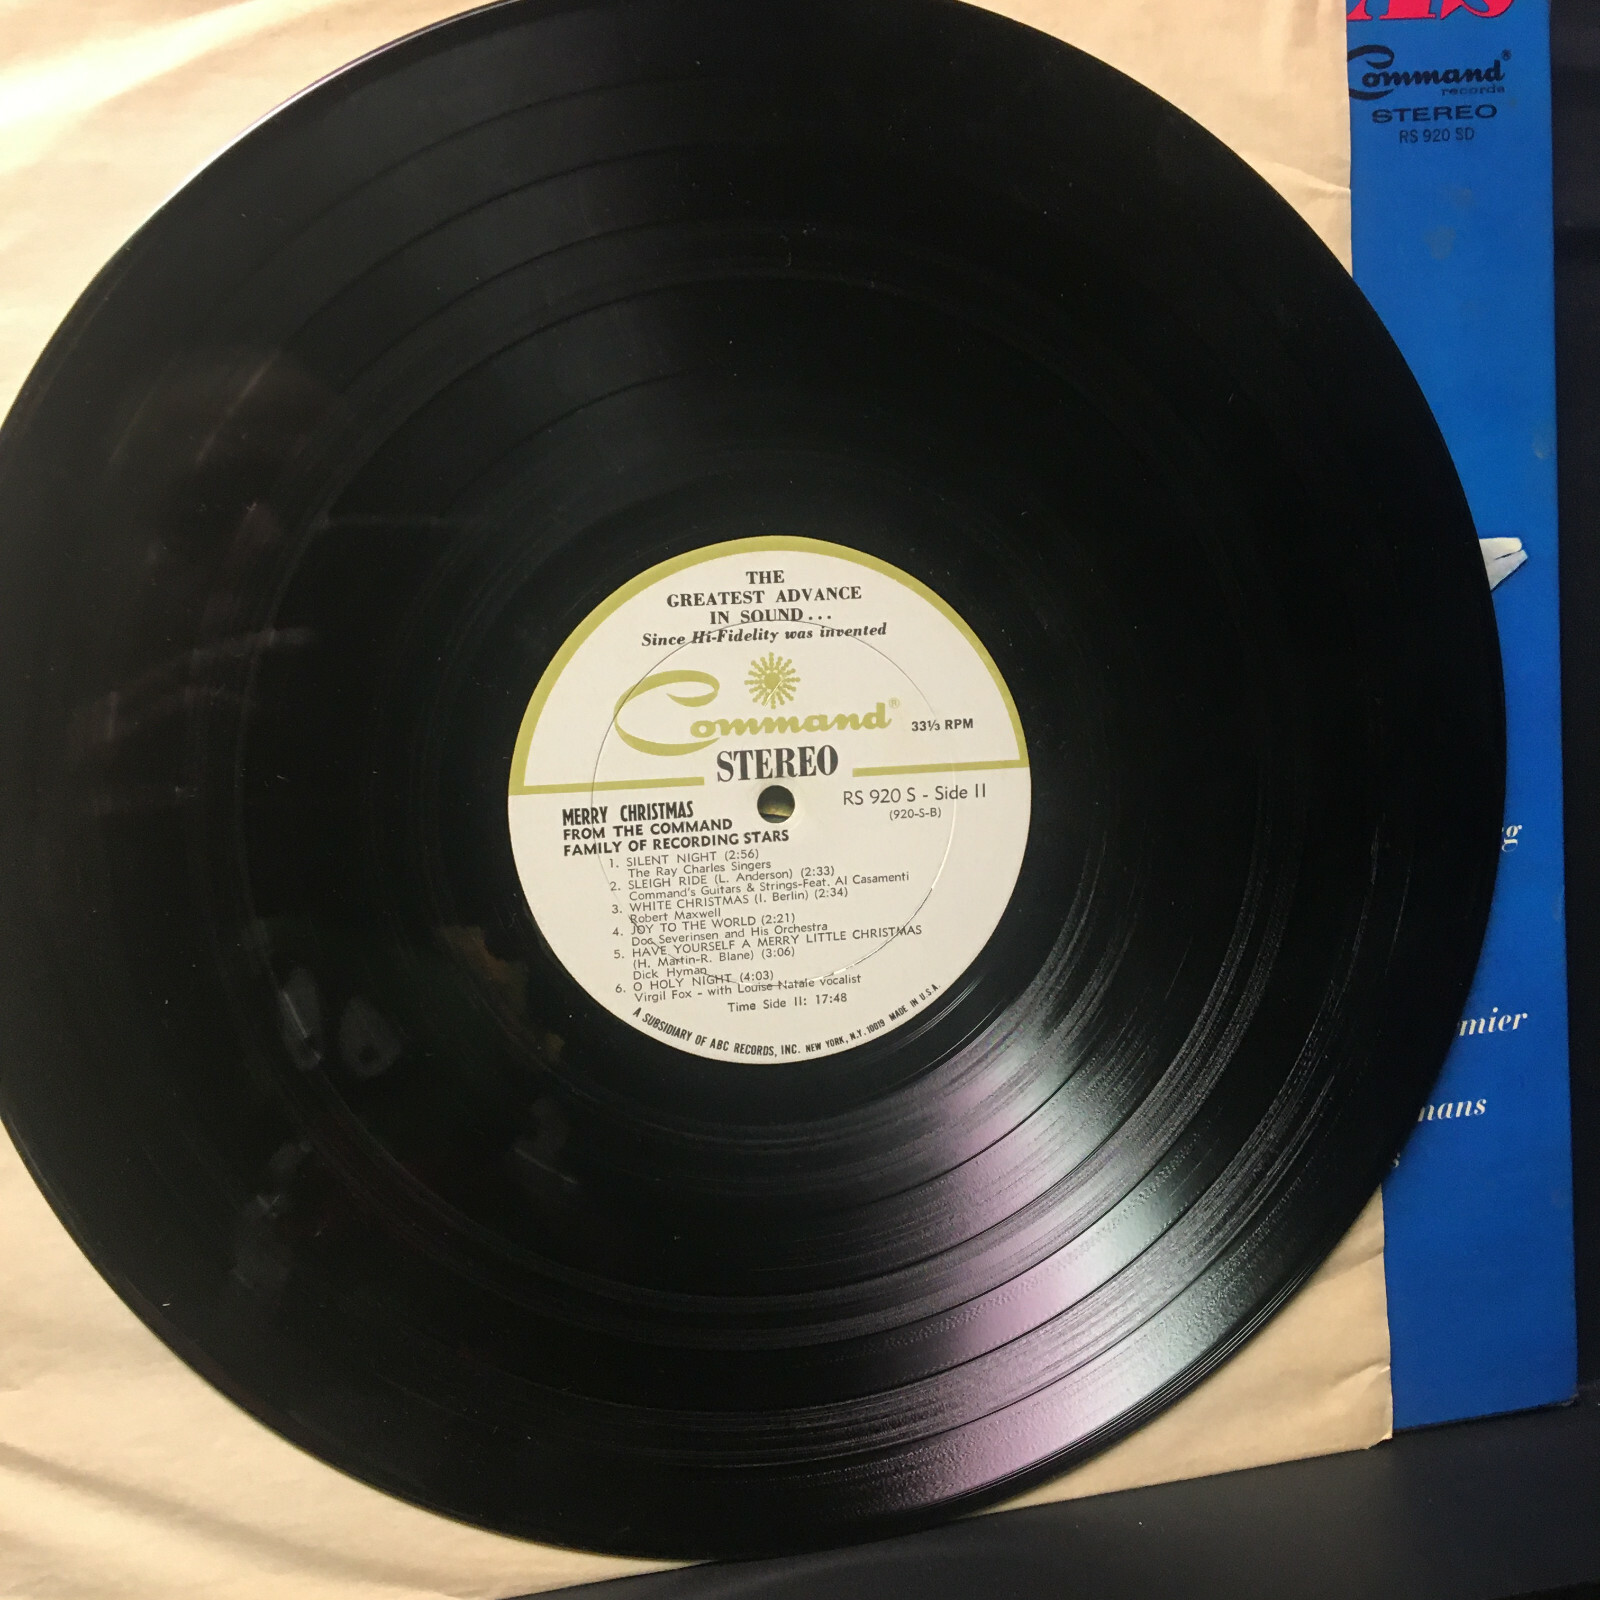 THE
GREATEST ADVANCE
IN SOUND...
Since Hi-Fidelity was invented
Command®
33⅓ RPM
STEREO
RS 920 S - Side II
(920-S-B)
MERRY CHRISTMAS
FROM THE COMMAND
FAMILY OF RECORDING STARS
1. SILENT NIGHT (2:56)
The Ray Charles Singers
2. SLEIGH RIDE (L. Anderson) (2:33)
Command's Guitars & Strings-Feat. Al Casamenti
3. WHITE CHRISTMAS (I. Berlin) (2:34)
Robert Maxwell
4. JOY TO THE WORLD (2:21)
Doc Severinsen and His Orchestra
5. HAVE YOURSELF A MERRY LITTLE CHRISTMAS
(H. Martin-R. Blane) (3:06)
Dick Hyman
6. O HOLY NIGHT (4:03)
Virgil Fox - with Louise Natale vocalist
Time Side II: 17:48
A SUBSIDIARY OF ABC RECORDS, INC. NEW YORK, N.Y. 10019 MADE IN U.S.A.
Command®
records
STEREO
RS 920 SD
mier
mans